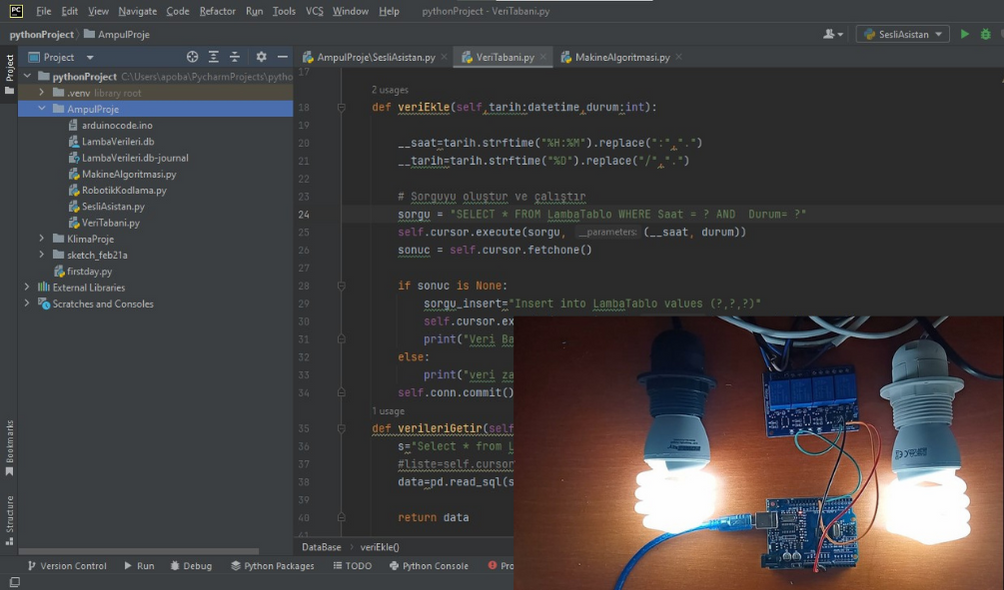 PC File Edit View Navigate Code Refactor Run Tools VCS Window Help pythonProject - VeriTabani.py
pythonProject AmpulProje SesliAsistan
Project
Project
AmpulProje\SesliAsistan.py VeriTabani.py MakineAlgoritmasi.py
pythonProject C:\Users\apoba\PycharmProjects\pytho
.venv library root
AmpulProje
arduinocode.ino
LambaVerileri.db
LambaVerileri.db-journal
MakineAlgoritmasi.py
RobotikKodlama.py
SesliAsistan.py
VeriTabani.py
KlimaProje
sketch_feb21a
firstday.py
External Libraries
Scratches and Consoles
Bookmarks
Structure
17
2 usages
18 def veriEkle(self,tarih:datetime,durum:int):
19
20 __saat=tarih.strftime("%H:%M").replace(":",".")
21 __tarih=tarih.strftime("%D").replace("/",".")
22
23 # Sorguyu oluştur ve çalıştır
24 sorgu = "SELECT * FROM LambaTablo WHERE Saat = ? AND  Durum= ?"
25 self.cursor.execute(sorgu, __parameters: (__saat, durum))
26 sonuc = self.cursor.fetchone()
27
28 if sonuc is None:
29 sorgu_insert="Insert into LambaTablo values (?,?,?)"
30 self.cursor.ex
31 print("Veri Ba
32 else:
33 print("veri za
34 self.conn.commit()
1 usage
35 def verileriGetir(self
36 s="Select * from L
37 #liste=self.cursor
38 data=pd.read_sql(s
39
40 return data
41
DataBase veriEkle()
Version Control Run Debug Python Packages TODO Python Console Pro